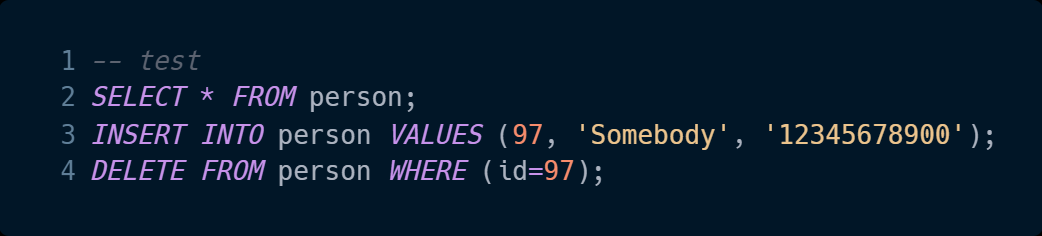 1 -- test
2 SELECT * FROM person;
3 INSERT INTO person VALUES (97, 'Somebody', '12345678900');
4 DELETE FROM person WHERE (id=97);